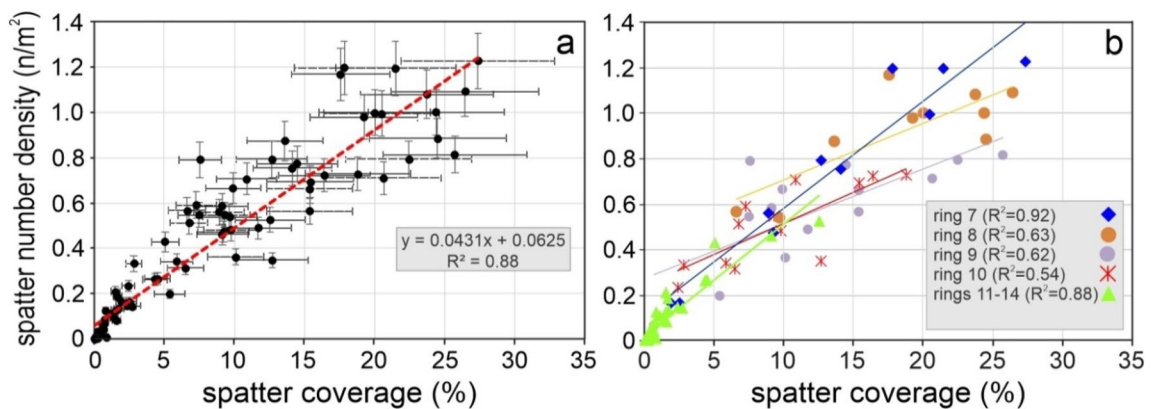 spatter number density (n/m²)
1.4
1.2
1.0
0.8
0.6
0.4
0.2
0
a
y = 0.0431x + 0.0625
R² = 0.88
0 5 10 15 20 25 30 35
spatter coverage (%)
1.4
1.2
1.0
0.8
0.6
0.4
0.2
0
b
ring 7 (R²=0.92)
ring 8 (R²=0.63)
ring 9 (R²=0.62)
ring 10 (R²=0.54)
rings 11-14 (R²=0.88)
0 5 10 15 20 25 30 35
spatter coverage (%)